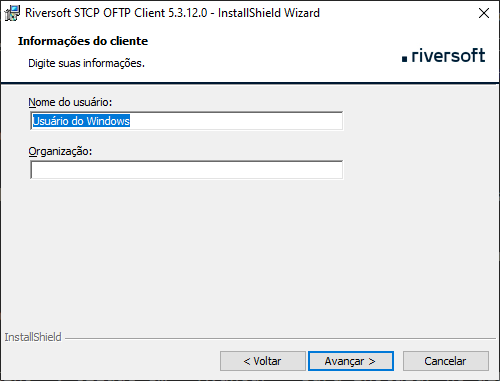 Riversoft STCP OFTP Client 5.3.12.0 - InstallShield Wizard
Informações do cliente
Digite suas informações.
riversoft
Nome do usuário:
Usuário do Windows
Organização:
InstallShield
< Voltar
Avançar >
Cancelar